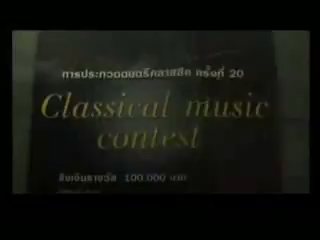 การประกวดดนตรีคลาสสิค ครั้งที่ 20
Classical music
contest
ชิงเงินรางวัล 100,000 บาท